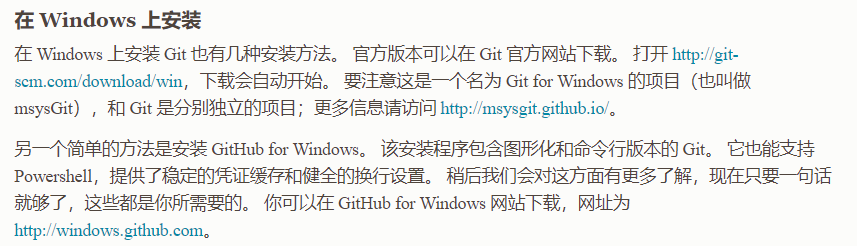 在 Windows 上安装
在 Windows 上安装 Git 也有几种安装方法。 官方版本可以在 Git 官方网站下载。 打开 http://git-
scm.com/download/win，下载会自动开始。 要注意这是一个名为 Git for Windows 的项目（也叫做
msysGit），和 Git 是分别独立的项目；更多信息请访问 http://msysgit.github.io/。
另一个简单的方法是安装 GitHub for Windows。 该安装程序包含图形化和命令行版本的 Git。 它也能支持
Powershell，提供了稳定的凭证缓存和健全的换行设置。 稍后我们会对这方面有更多了解，现在只要一句话
就够了，这些都是你所需要的。 你可以在 GitHub for Windows 网站下载，网址为
http://windows.github.com。